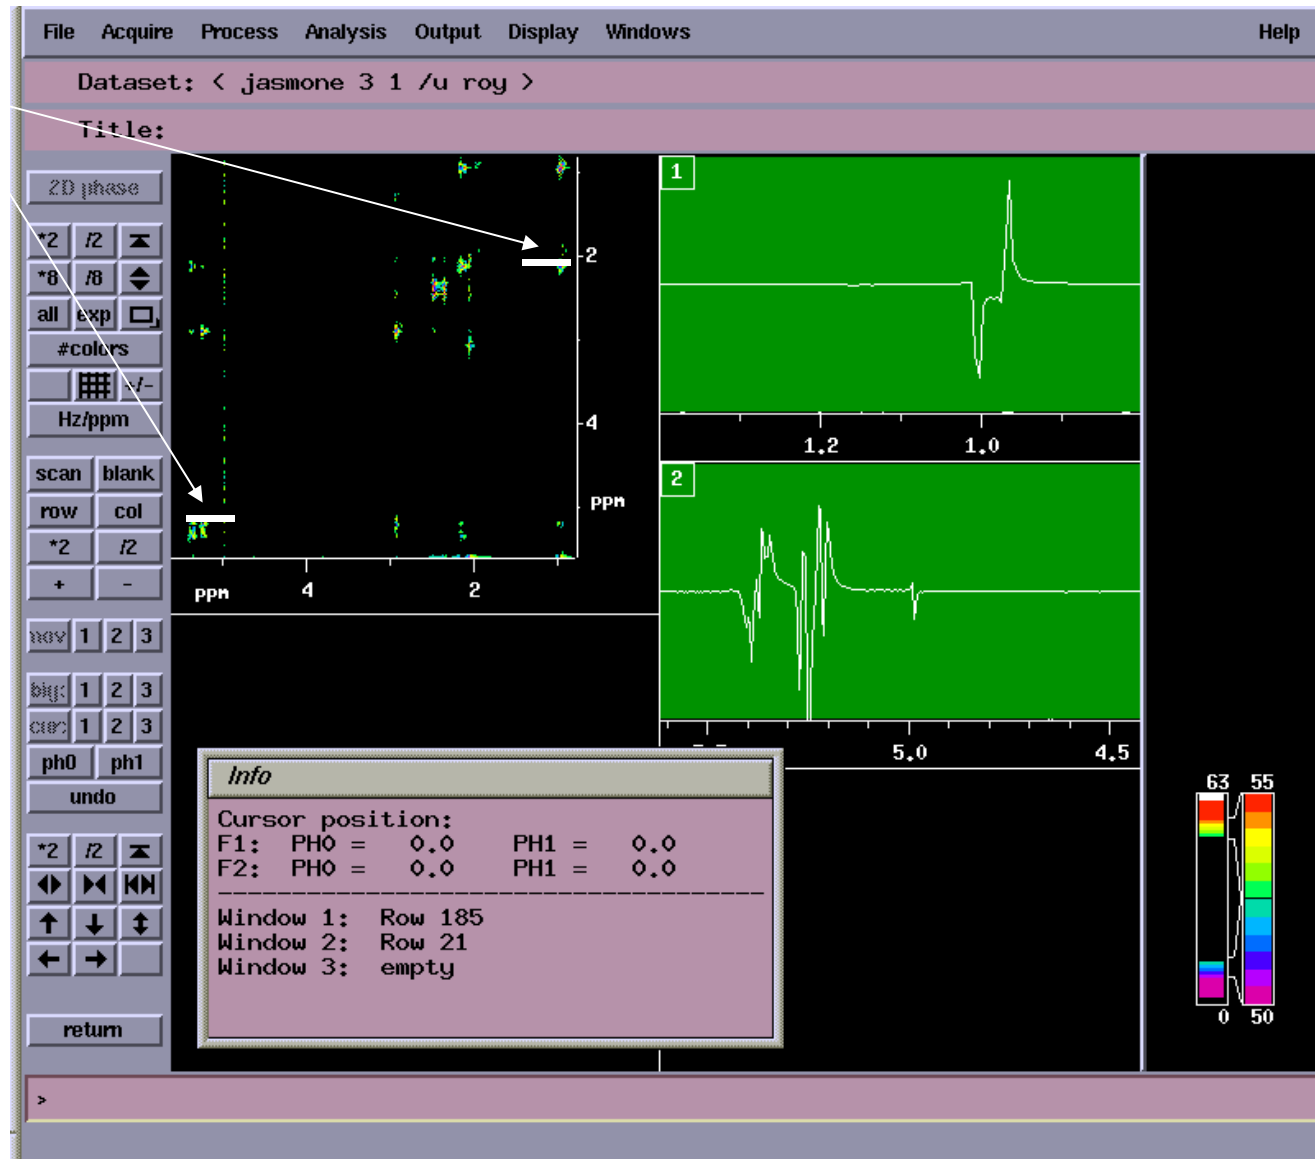 File Acquire Process Analysis Output Display Windows Help
Dataset: < jasmone 3 1 /u roy >
Title:
2D phase
*2 /2
*8 /8
all exp
#colors
+/-
Hz/ppm
scan blank
row col
*2 /2
+ -
mov 1 2 3
big: 1 2 3
cur: 1 2 3
ph0 ph1
undo
*2 /2
return
2
4
ppm
ppm 4 2
1
1.2 1.0
2
5.0 4.5
Info
Cursor position:
F1: PH0 = 0.0 PH1 = 0.0
F2: PH0 = 0.0 PH1 = 0.0
Window 1: Row 185
Window 2: Row 21
Window 3: empty
63 55
0 50
>